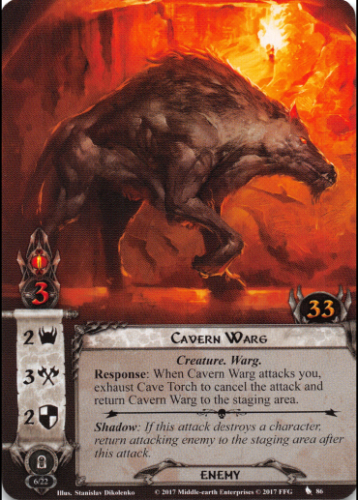 33
3
CAVERN WARG
2
Creature. Warg.
Response: When Cavern Warg attacks you,
3
exhaust Cave Torch to cancel the attack and
return Cavern Warg to the staging area.
2
Shadow: If this attack destroys a character,
return attacking enemy to the staging area after
this attack.
6/22
ENEMY
Illus. Stanislav Dikolenko
© 2017 Middle-earth Enterprises © 2017 FFG
86